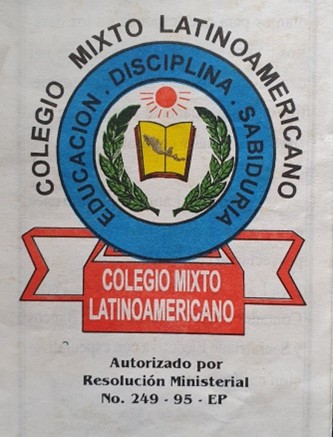 COLEGIO MIXTO LATINOAMERICANO
EDUCACION . DISCIPLINA . SABIDURIA
COLEGIO MIXTO
LATINOAMERICANO
Autorizado por
Resolución Ministerial
No. 249 - 95 - EP